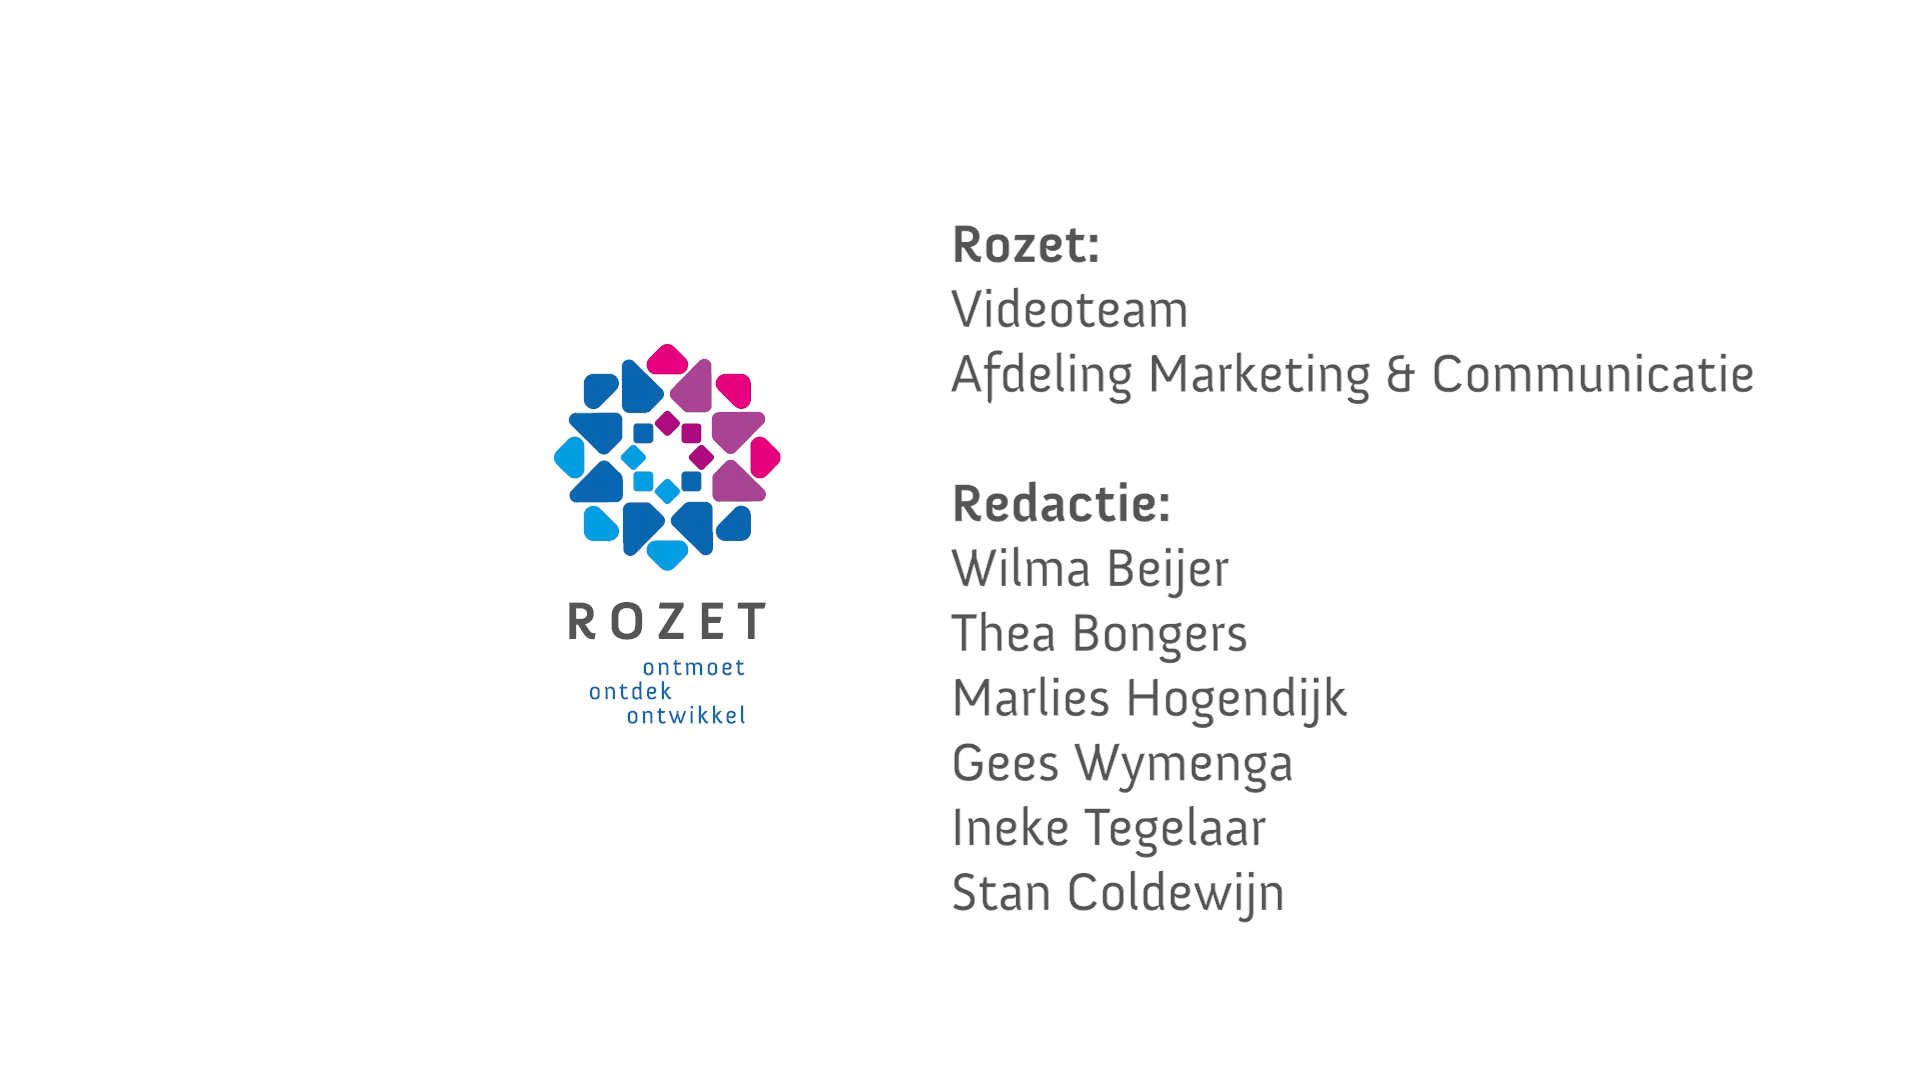 ROZET
ontmoet
ontdek
ontwikkel
Rozet:
Videoteam
Afdeling Marketing & Communicatie
Redactie:
Wilma Beijer
Thea Bongers
Marlies Hogendijk
Gees Wymenga
Ineke Tegelaar
Stan Coldewijn